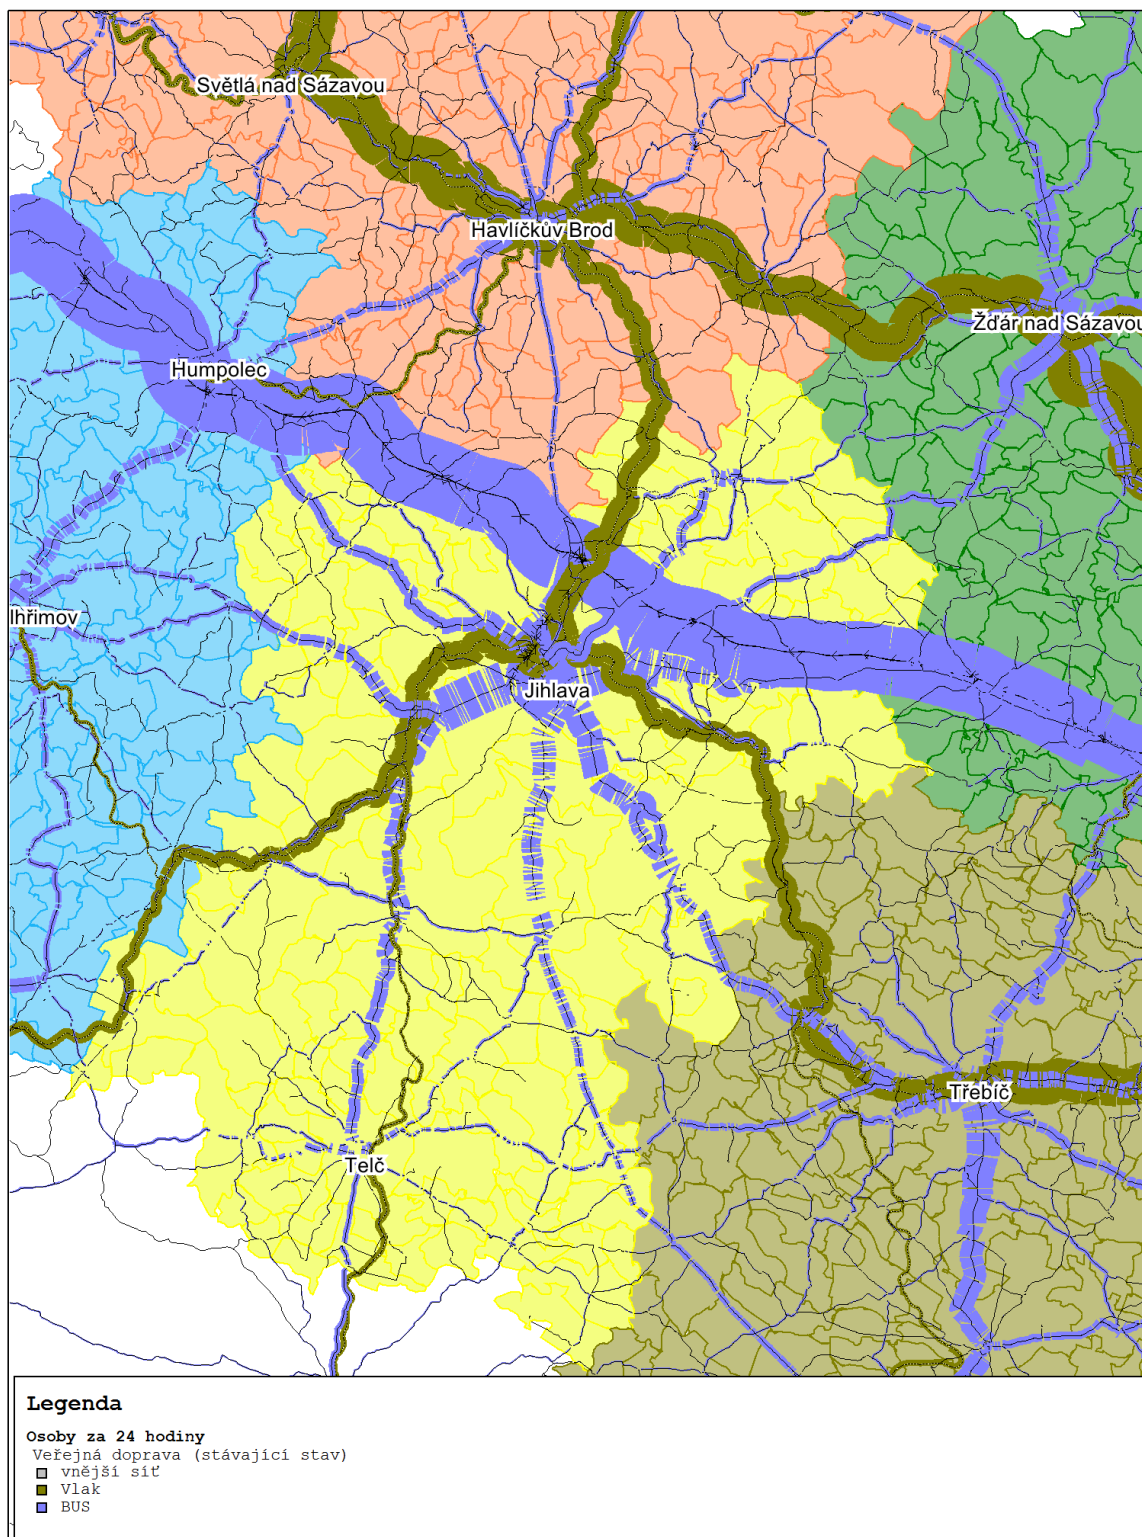 Světlá nad Sázavou
Havlíčkův Brod
Žďár nad Sázavou
Humpolec
lhřimov
Jihlava
Třebíč
Telč
Legenda
Osoby za 24 hodiny
Veřejná doprava (stávající stav)
vnější síť
Vlak
BUS